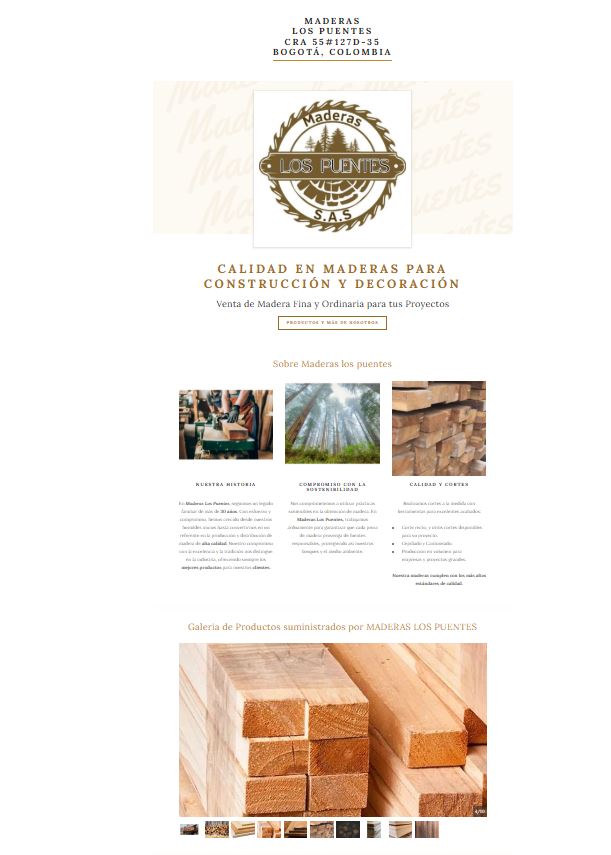 MADERAS
LOS PUENTES
CRA 55#127D-35
BOGOTÁ, COLOMBIA
Maderas
LOS PUENTES
S.A.S
CALIDAD EN MADERAS PARA
CONSTRUCCIÓN Y DECORACIÓN
Venta de Madera Fina y Ordinaria para tus Proyectos
PRODUCTOS Y MÁS DE NOSOTROS
Sobre Maderas los puentes
NUESTRA HISTORIA
En Maderas Los Puentes, seguimos un legado
familiar de más de 30 años. Con esfuerzo y
compromiso, hemos crecido desde nuestros
humildes inicios hasta convertirnos en un
referente en la producción y distribución de
madera de alta calidad. Nuestro compromiso
con la excelencia y la tradición nos distingue
en la industria, ofreciendo siempre los
mejores productos para nuestros clientes.
COMPROMISO CON LA
SOSTENIBILIDAD
Nos comprometemos a utilizar prácticas
sostenibles en la obtención de madera. En
Maderas Los Puentes, trabajamos
arduamente para garantizar que cada pieza
de madera provenga de fuentes
responsables, protegiendo así nuestros
bosques y el medio ambiente.
CALIDAD Y CORTES
Realizamos cortes a la medida con
herramientas para excelentes acabados:
Corte recto, y otros cortes disponibles
para su proyecto.
Cepillado y Canteado.
Producción en volumen para
empresas y proyectos grandes.
Nuestra maderas cumplen con los más altos
estándares de calidad.
Galeria de Productos suministrados por MADERAS LOS PUENTES
4/10